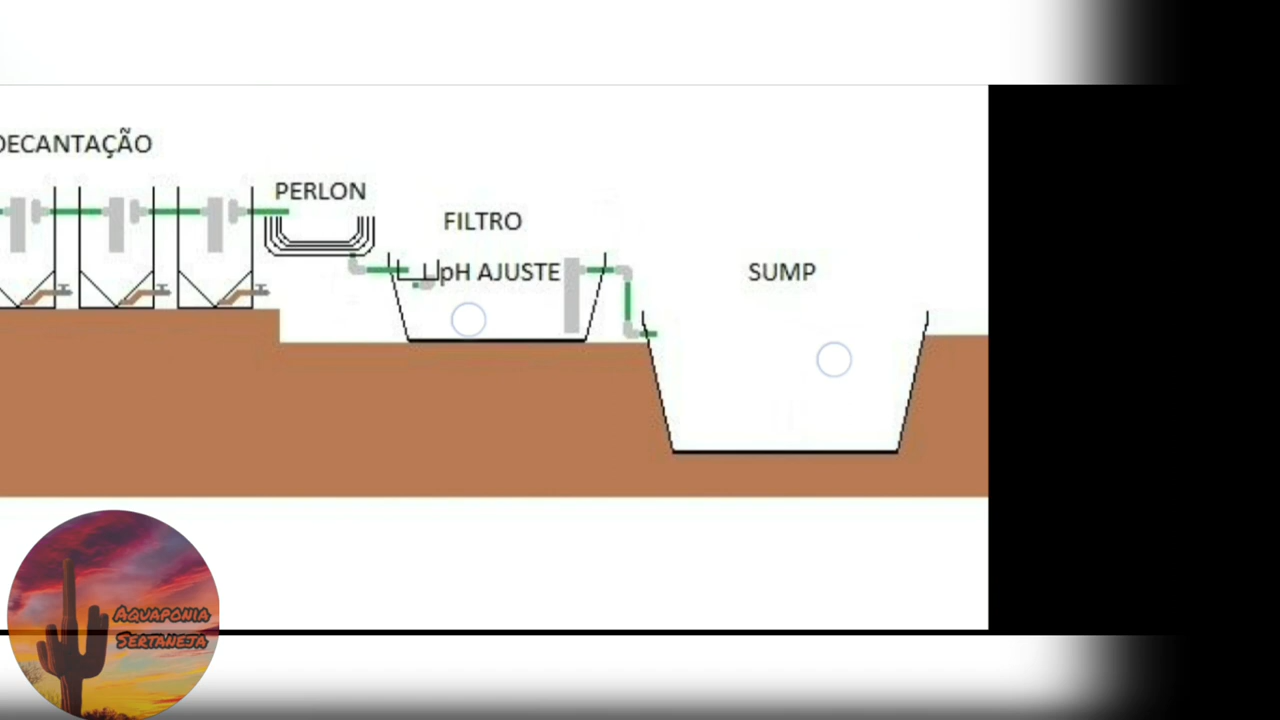 DECANTAÇÃO
PERLON
FILTRO
pH AJUSTE
SUMP
AQUAPONIA
SERTANEJA